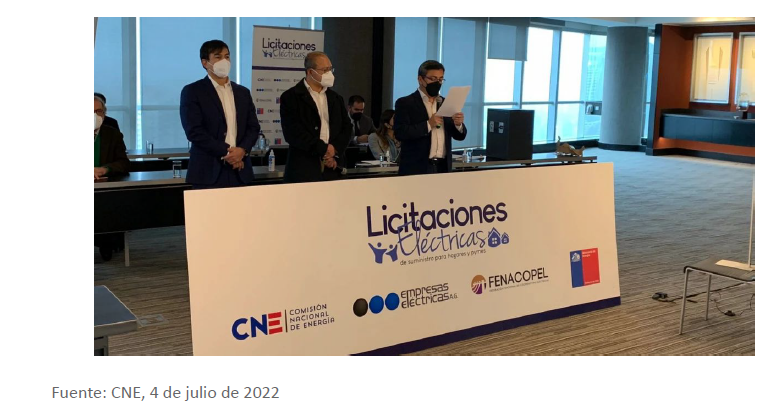 Licitaciones
Eléctricas
Licitaciones
Eléctricas
de suministro para hogares y pymes
CNE
COMISIÓN
NACIONAL
DE ENERGÍA
empresas
eléctricas A.G.
FENACOPEL
Fuente: CNE, 4 de julio de 2022